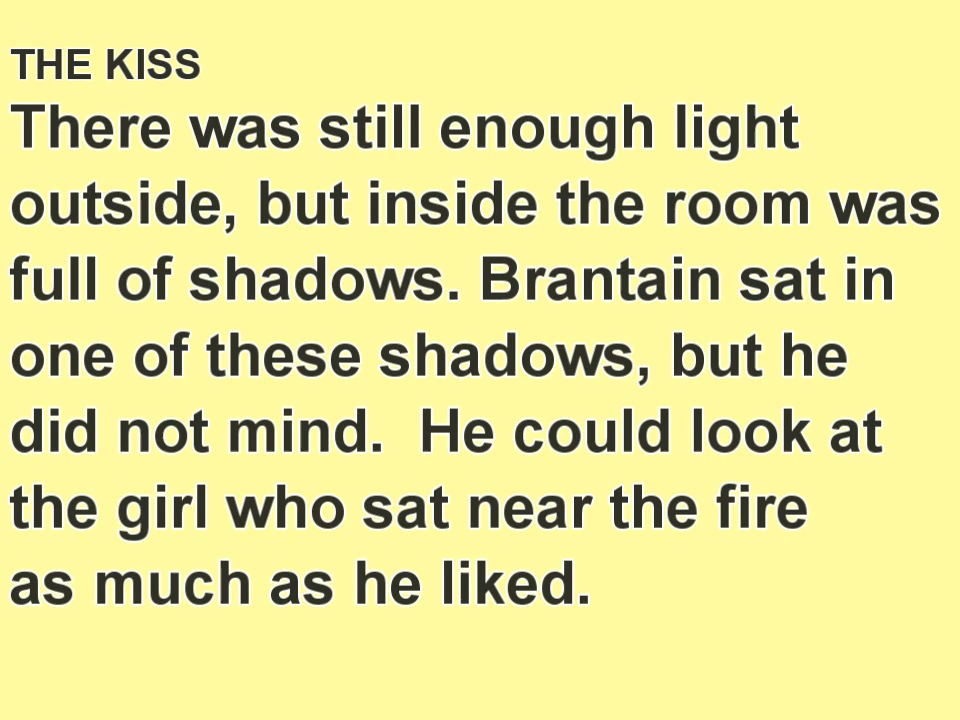 THE KISS
There was still enough light
outside, but inside the room was
full of shadows. Brantain sat in
one of these shadows, but he
did not mind.  He could look at
the girl who sat near the fire
as much as he liked.